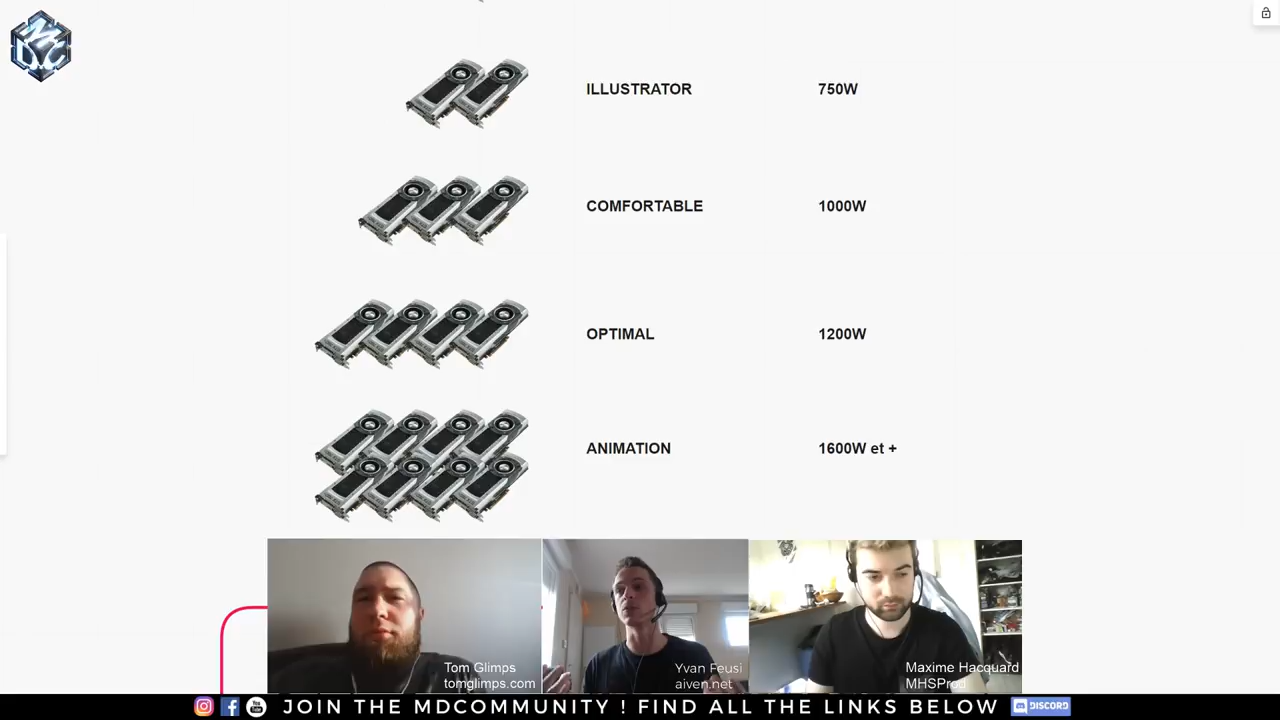 ILLUSTRATOR 750W
COMFORTABLE 1000W
OPTIMAL 1200W
ANIMATION 1600W et +
Tom Glimps
tomglimps.com
Yvan Feusi
aiven.net
Maxime Hacquard
MHSProd
JOIN THE MDCOMMUNITY ! FIND ALL THE LINKS BELOW
DISCORD